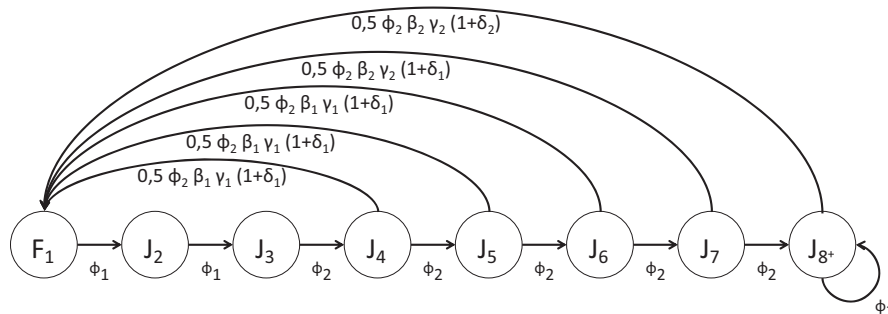 0,5 ϕ₂ β₂ γ₂ (1+δ₂)
0,5 ϕ₂ β₂ γ₂ (1+δ₁)
0,5 ϕ₂ β₁ γ₁ (1+δ₁)
0,5 ϕ₂ β₁ γ₁ (1+δ₁)
0,5 ϕ₂ β₁ γ₁ (1+δ₁)
F₁ J₂ J₃ J₄ J₅ J₆ J₇ J₈⁺
ϕ₁ ϕ₁ ϕ₂ ϕ₂ ϕ₂ ϕ₂ ϕ₂